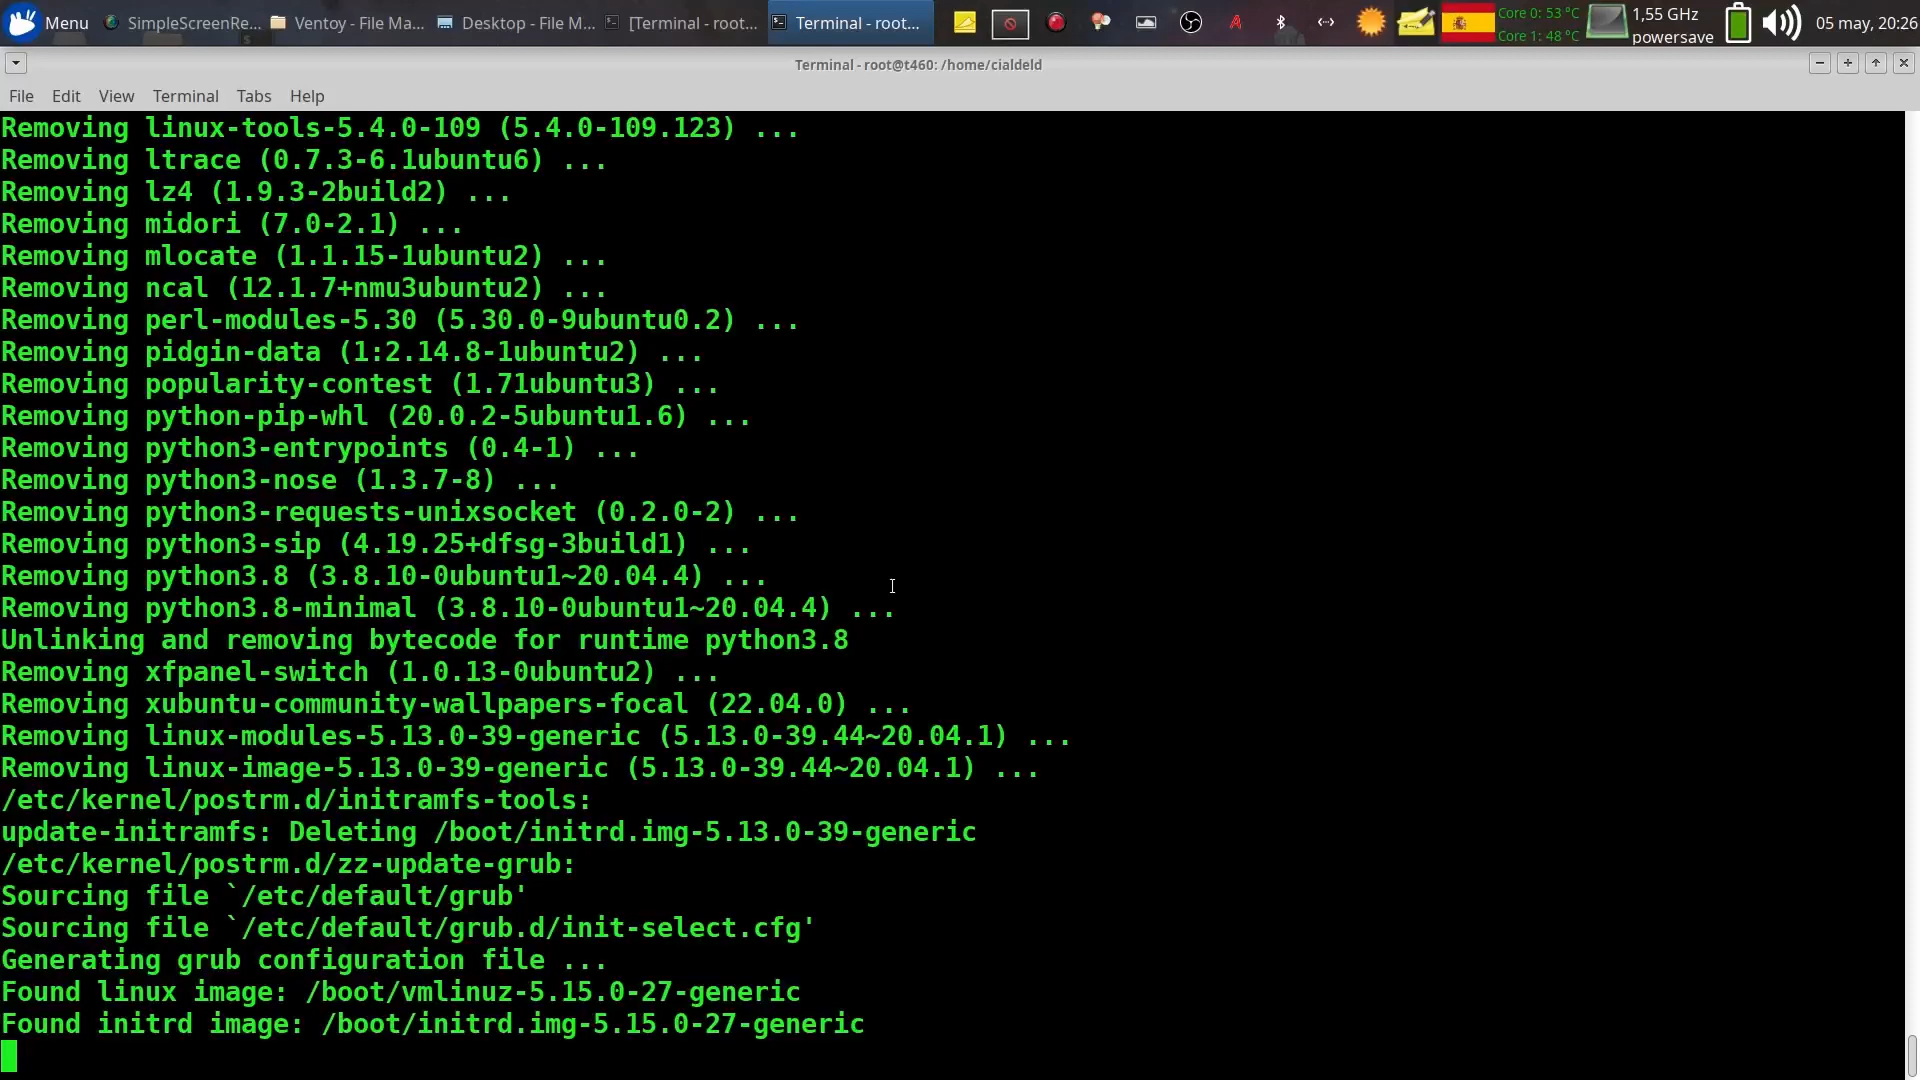 Menu SimpleScreenRe... Ventoy - File Ma... Desktop - File M... [Terminal - root... Terminal - root... Core 0: 53 °C 1,55 GHz 05 may, 20:26
Core 1: 48 °C powersave
Terminal - root@t460: /home/cialdeld
File Edit View Terminal Tabs Help
Removing linux-tools-5.4.0-109 (5.4.0-109.123) ...
Removing ltrace (0.7.3-6.1ubuntu6) ...
Removing lz4 (1.9.3-2build2) ...
Removing midori (7.0-2.1) ...
Removing mlocate (1.1.15-1ubuntu2) ...
Removing ncal (12.1.7+nmu3ubuntu2) ...
Removing perl-modules-5.30 (5.30.0-9ubuntu0.2) ...
Removing pidgin-data (1:2.14.8-1ubuntu2) ...
Removing popularity-contest (1.71ubuntu3) ...
Removing python-pip-whl (20.0.2-5ubuntu1.6) ...
Removing python3-entrypoints (0.4-1) ...
Removing python3-nose (1.3.7-8) ...
Removing python3-requests-unixsocket (0.2.0-2) ...
Removing python3-sip (4.19.25+dfsg-3build1) ...
Removing python3.8 (3.8.10-0ubuntu1~20.04.4) ...
Removing python3.8-minimal (3.8.10-0ubuntu1~20.04.4) ...
Unlinking and removing bytecode for runtime python3.8
Removing xfpanel-switch (1.0.13-0ubuntu2) ...
Removing xubuntu-community-wallpapers-focal (22.04.0) ...
Removing linux-modules-5.13.0-39-generic (5.13.0-39.44~20.04.1) ...
Removing linux-image-5.13.0-39-generic (5.13.0-39.44~20.04.1) ...
/etc/kernel/postrm.d/initramfs-tools:
update-initramfs: Deleting /boot/initrd.img-5.13.0-39-generic
/etc/kernel/postrm.d/zz-update-grub:
Sourcing file `/etc/default/grub'
Sourcing file `/etc/default/grub.d/init-select.cfg'
Generating grub configuration file ...
Found linux image: /boot/vmlinuz-5.15.0-27-generic
Found initrd image: /boot/initrd.img-5.15.0-27-generic